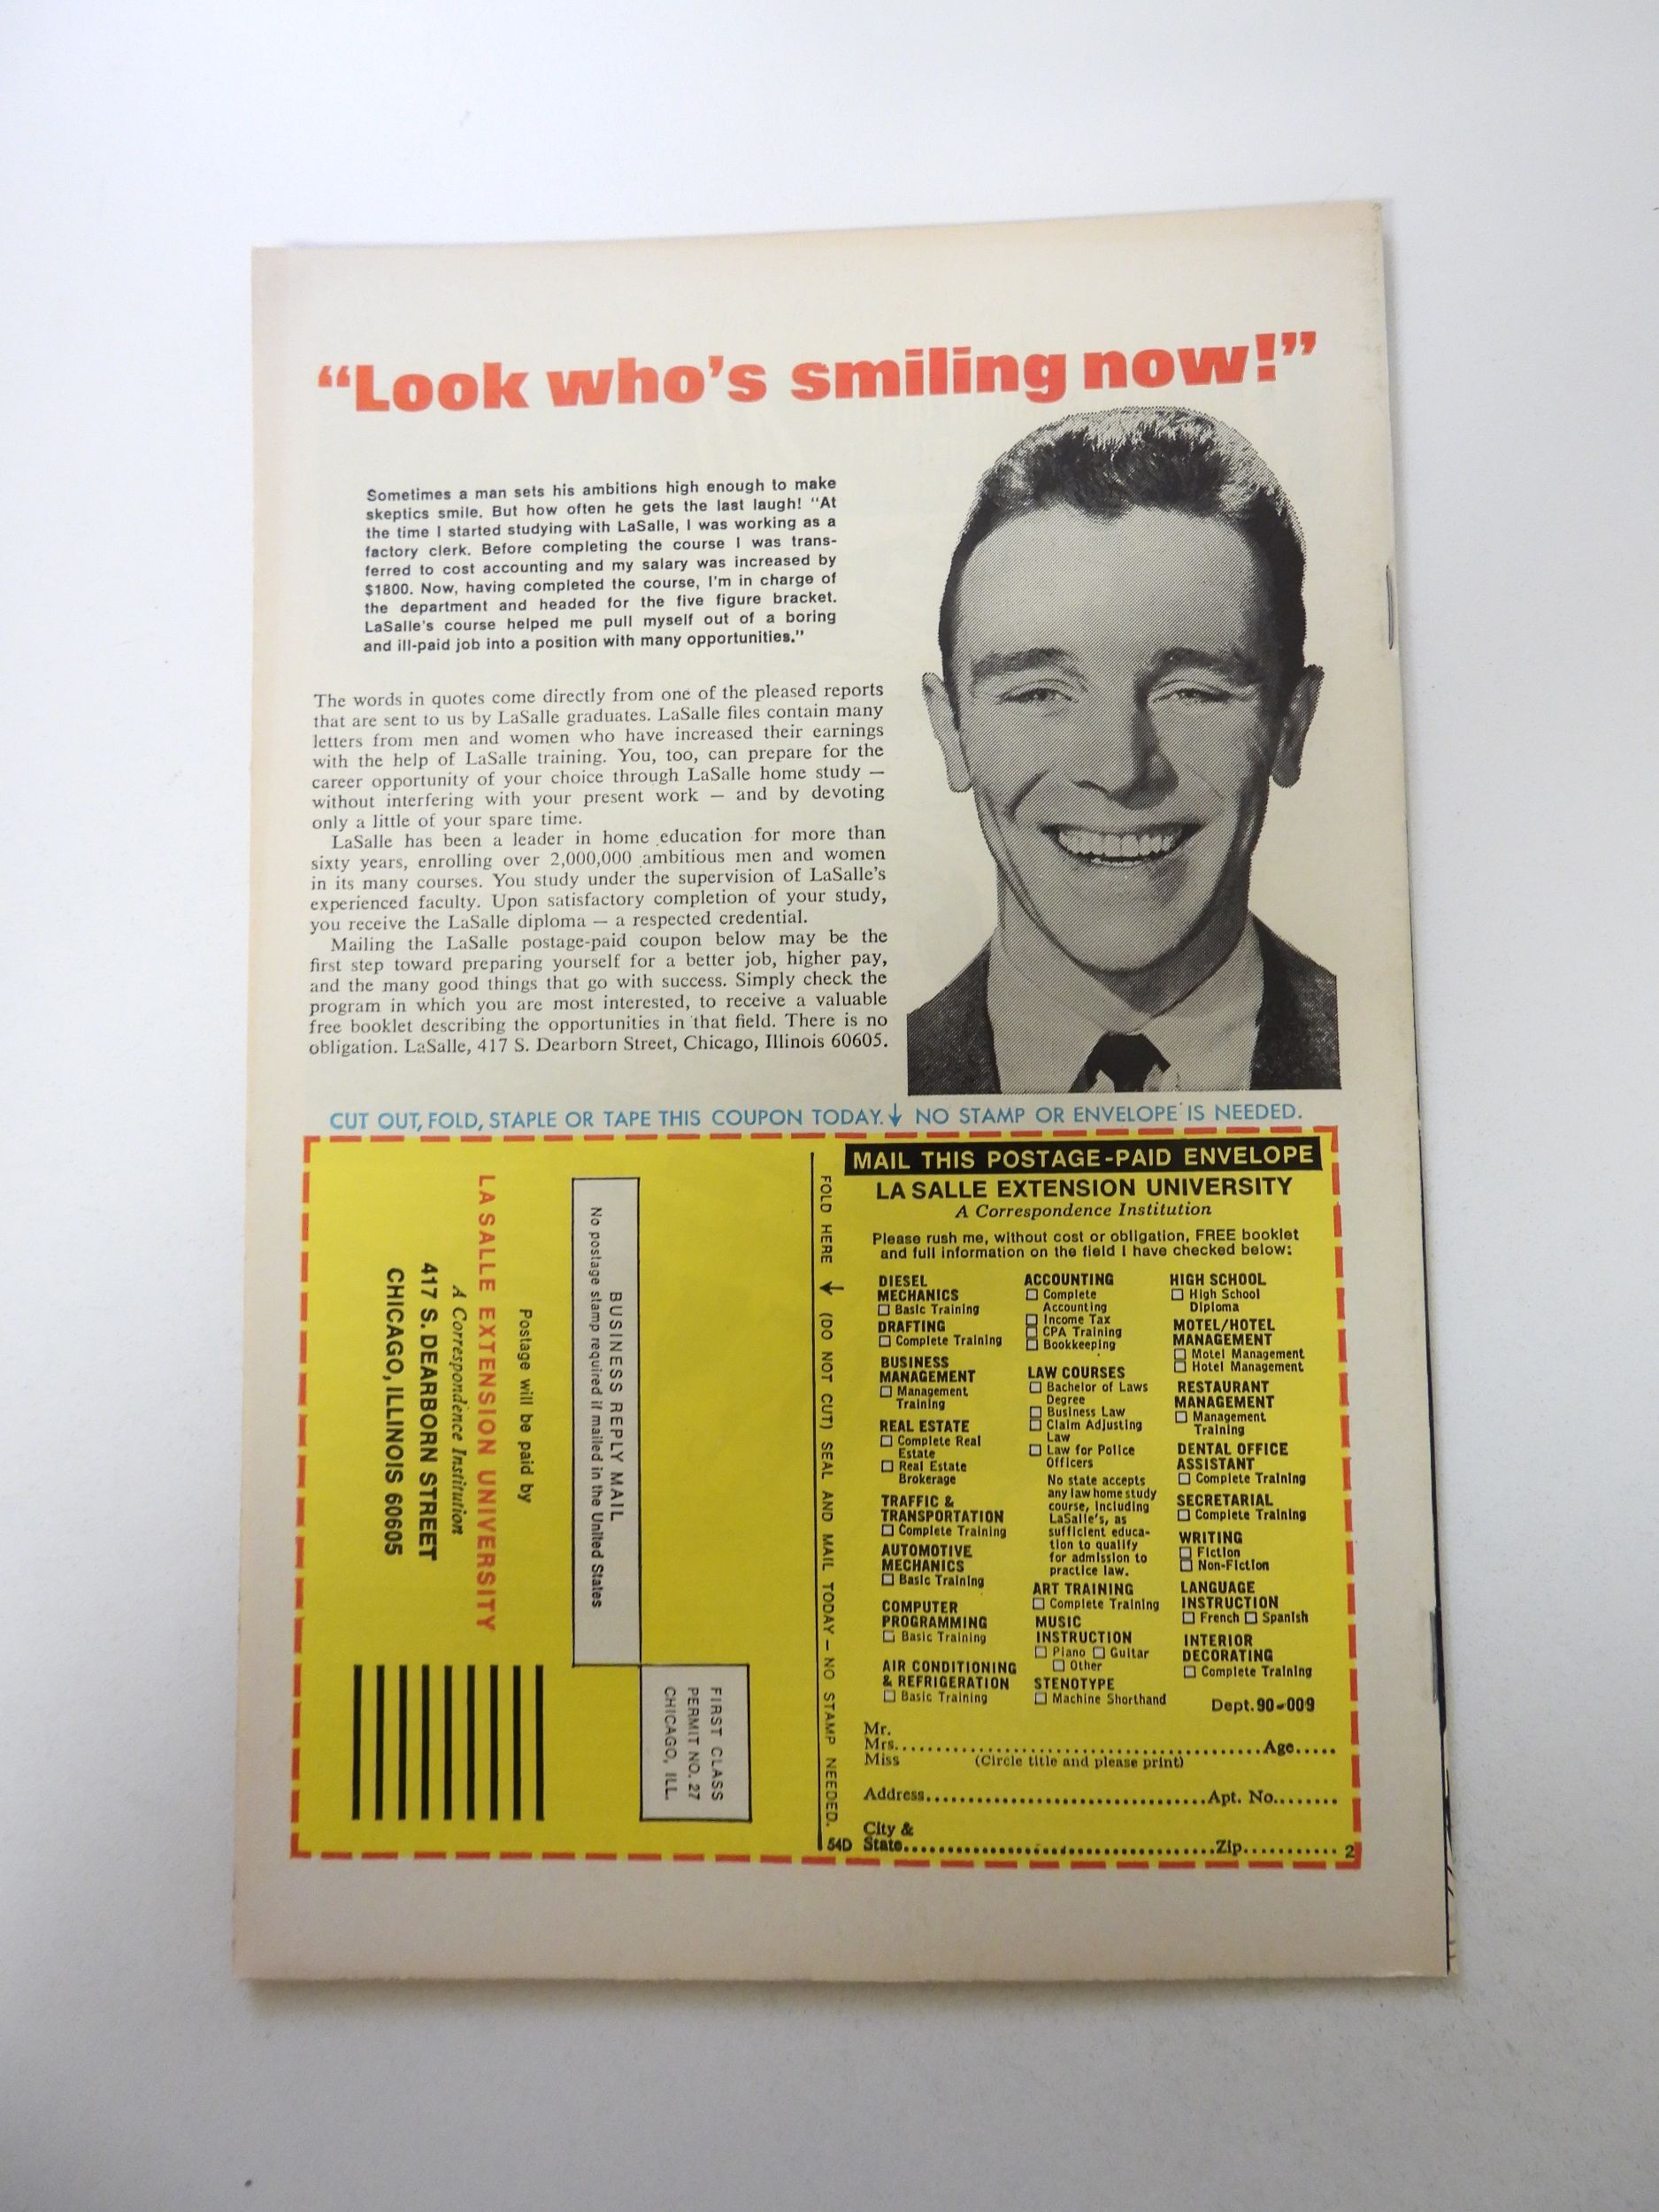 “Look who’s smiling now!”
Sometimes a man sets his ambitions high enough to make
skeptics smile. But how often he gets the last laugh! “At
the time I started studying with LaSalle, I was working as a
factory clerk. Before completing the course I was trans-
ferred to cost accounting and my salary was increased by
$1800. Now, having completed the course, I’m in charge of
the department and headed for the five figure bracket.
LaSalle’s course helped me pull myself out of a boring
and ill-paid job into a position with many opportunities.”
The words in quotes come directly from one of the pleased reports
that are sent to us by LaSalle graduates. LaSalle files contain many
letters from men and women who have increased their earnings
with the help of LaSalle training. You, too, can prepare for the
career opportunity of your choice through LaSalle home study —
without interfering with your present work — and by devoting
only a little of your spare time.
LaSalle has been a leader in home education for more than
sixty years, enrolling over 2,000,000 ambitious men and women
in its many courses. You study under the supervision of LaSalle’s
experienced faculty. Upon satisfactory completion of your study,
you receive the LaSalle diploma — a respected credential.
Mailing the LaSalle postage-paid coupon below may be the
first step toward preparing yourself for a better job, higher pay,
and the many good things that go with success. Simply check the
program in which you are most interested, to receive a valuable
free booklet describing the opportunities in that field. There is no
obligation. LaSalle, 417 S. Dearborn Street, Chicago, Illinois 60605.
CUT OUT, FOLD, STAPLE OR TAPE THIS COUPON TODAY. ↓ NO STAMP OR ENVELOPE IS NEEDED.
FIRST CLASS
PERMIT NO. 27
CHICAGO, ILL.
BUSINESS REPLY MAIL
No postage stamp required if mailed in the United States
Postage will be paid by
LA SALLE EXTENSION UNIVERSITY
A Correspondence Institution
417 S. DEARBORN STREET
CHICAGO, ILLINOIS 60605
FOLD HERE ↓ (DO NOT CUT) SEAL AND MAIL TODAY — NO STAMP NEEDED.
54D
MAIL THIS POSTAGE-PAID ENVELOPE
LA SALLE EXTENSION UNIVERSITY
A Correspondence Institution
Please rush me, without cost or obligation, FREE booklet
and full information on the field I have checked below:
DIESEL
MECHANICS
☐ Basic Training
DRAFTING
☐ Complete Training
BUSINESS
MANAGEMENT
☐ Management
Training
REAL ESTATE
☐ Complete Real
Estate
☐ Real Estate
Brokerage
TRAFFIC &
TRANSPORTATION
☐ Complete Training
AUTOMOTIVE
MECHANICS
☐ Basic Training
COMPUTER
PROGRAMMING
☐ Basic Training
AIR CONDITIONING
& REFRIGERATION
☐ Basic Training
ACCOUNTING
☐ Complete
Accounting
☐ Income Tax
☐ CPA Training
☐ Bookkeeping
LAW COURSES
☐ Bachelor of Laws
Degree
☐ Business Law
☐ Claim Adjusting
Law
☐ Law for Police
Officers
No state accepts
any law home study
course, including
LaSalle’s, as
sufficient educa-
tion to qualify
for admission to
practice law.
ART TRAINING
☐ Complete Training
MUSIC
INSTRUCTION
☐ Piano ☐ Guitar
☐ Other
STENOTYPE
☐ Machine Shorthand
HIGH SCHOOL
☐ High School
Diploma
MOTEL/HOTEL
MANAGEMENT
☐ Motel Management
☐ Hotel Management
RESTAURANT
MANAGEMENT
☐ Management
Training
DENTAL OFFICE
ASSISTANT
☐ Complete Training
SECRETARIAL
☐ Complete Training
WRITING
☐ Fiction
☐ Non-Fiction
LANGUAGE
INSTRUCTION
☐ French ☐ Spanish
INTERIOR
DECORATING
☐ Complete Training
Dept. 90-009
Mr.
Mrs. Age
Miss (Circle title and please print)
Address Apt. No.
City &
State Zip 2